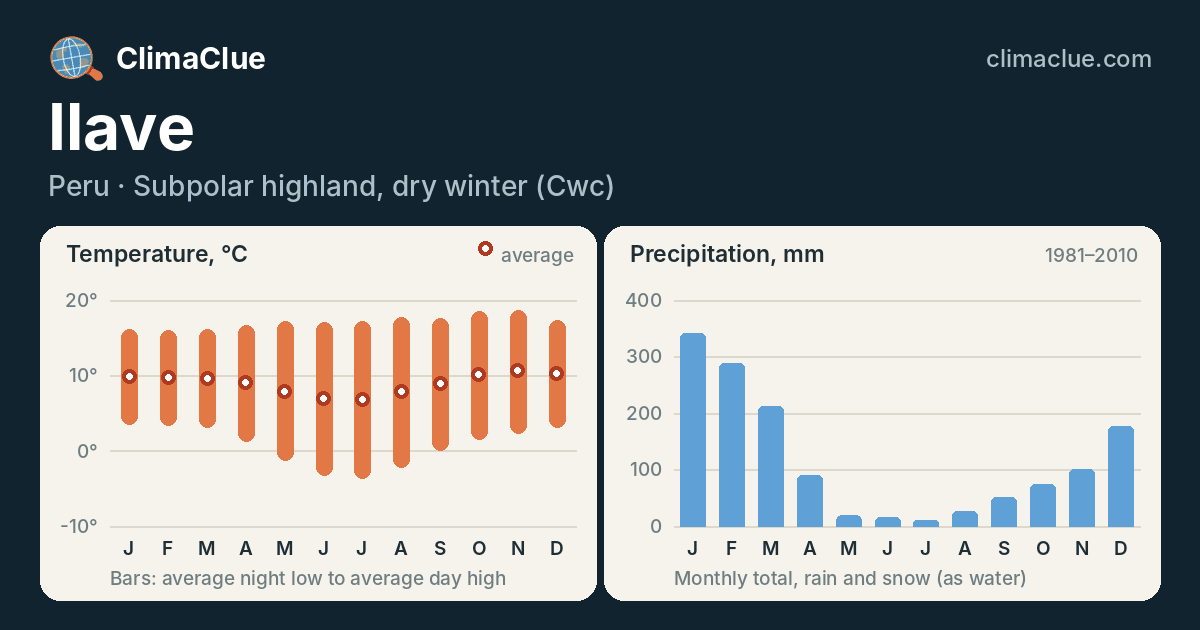 ClimaClue
climaclue.com
Ilave
Peru · Subpolar highland, dry winter (Cwc)
Temperature, °C
average
20°
10°
0°
-10°
J F M A M J J A S O N D
Bars: average night low to average day high
Precipitation, mm
1981–2010
400
300
200
100
0
J F M A M J J A S O N D
Monthly total, rain and snow (as water)